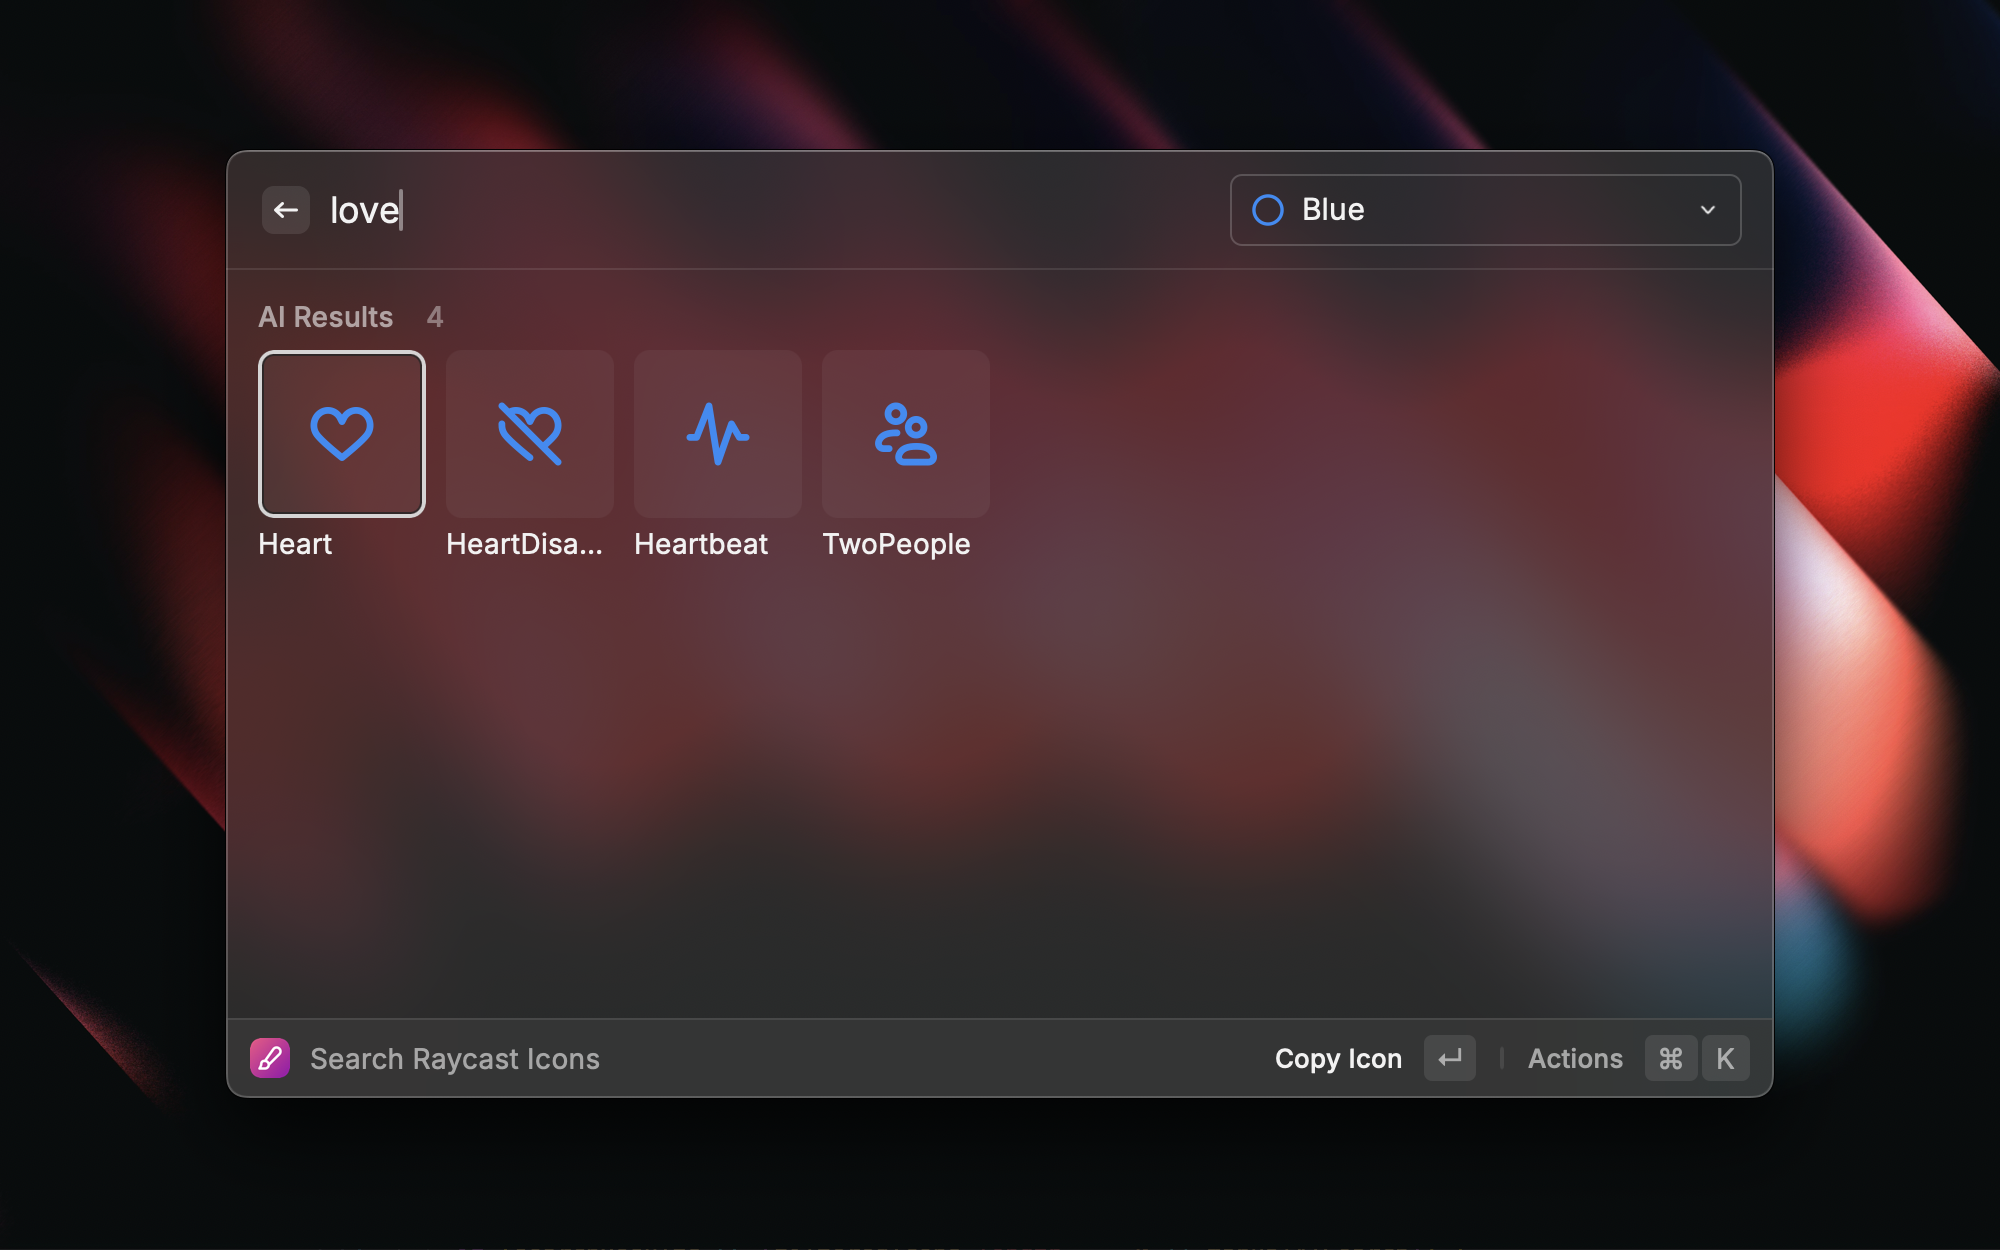 love
Blue
AI Results 4
Heart
HeartDisa...
Heartbeat
TwoPeople
Search Raycast Icons
Copy Icon
Actions
⌘ K